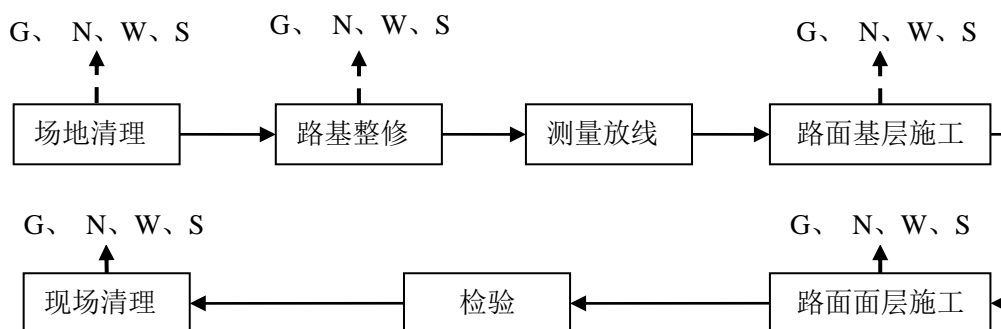 G、 N、W、S G、 N、W、S G、 N、W、S
场地清理 路基整修 测量放线 路面基层施工
G、 N、W、S G、 N、W、S
现场清理 检验 路面面层施工